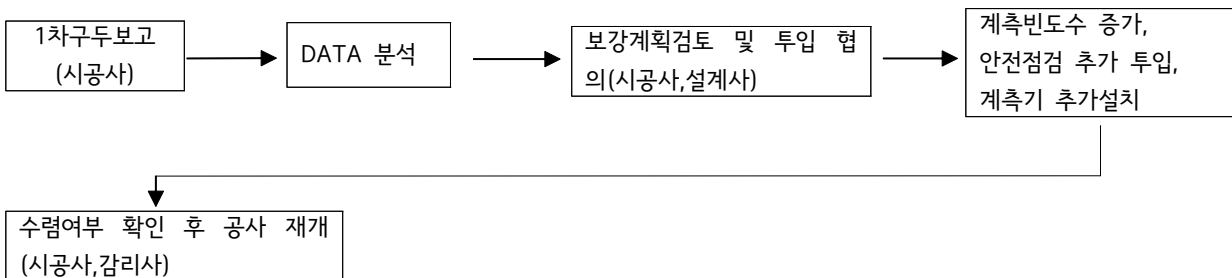 1차구두보고
(시공사)
DATA 분석
보강계획검토 및 투입 협
의(시공사,설계사)
계측빈도수 증가,
안전점검 추가 투입,
계측기 추가설치
수렴여부 확인 후 공사 재개
(시공사,감리사)